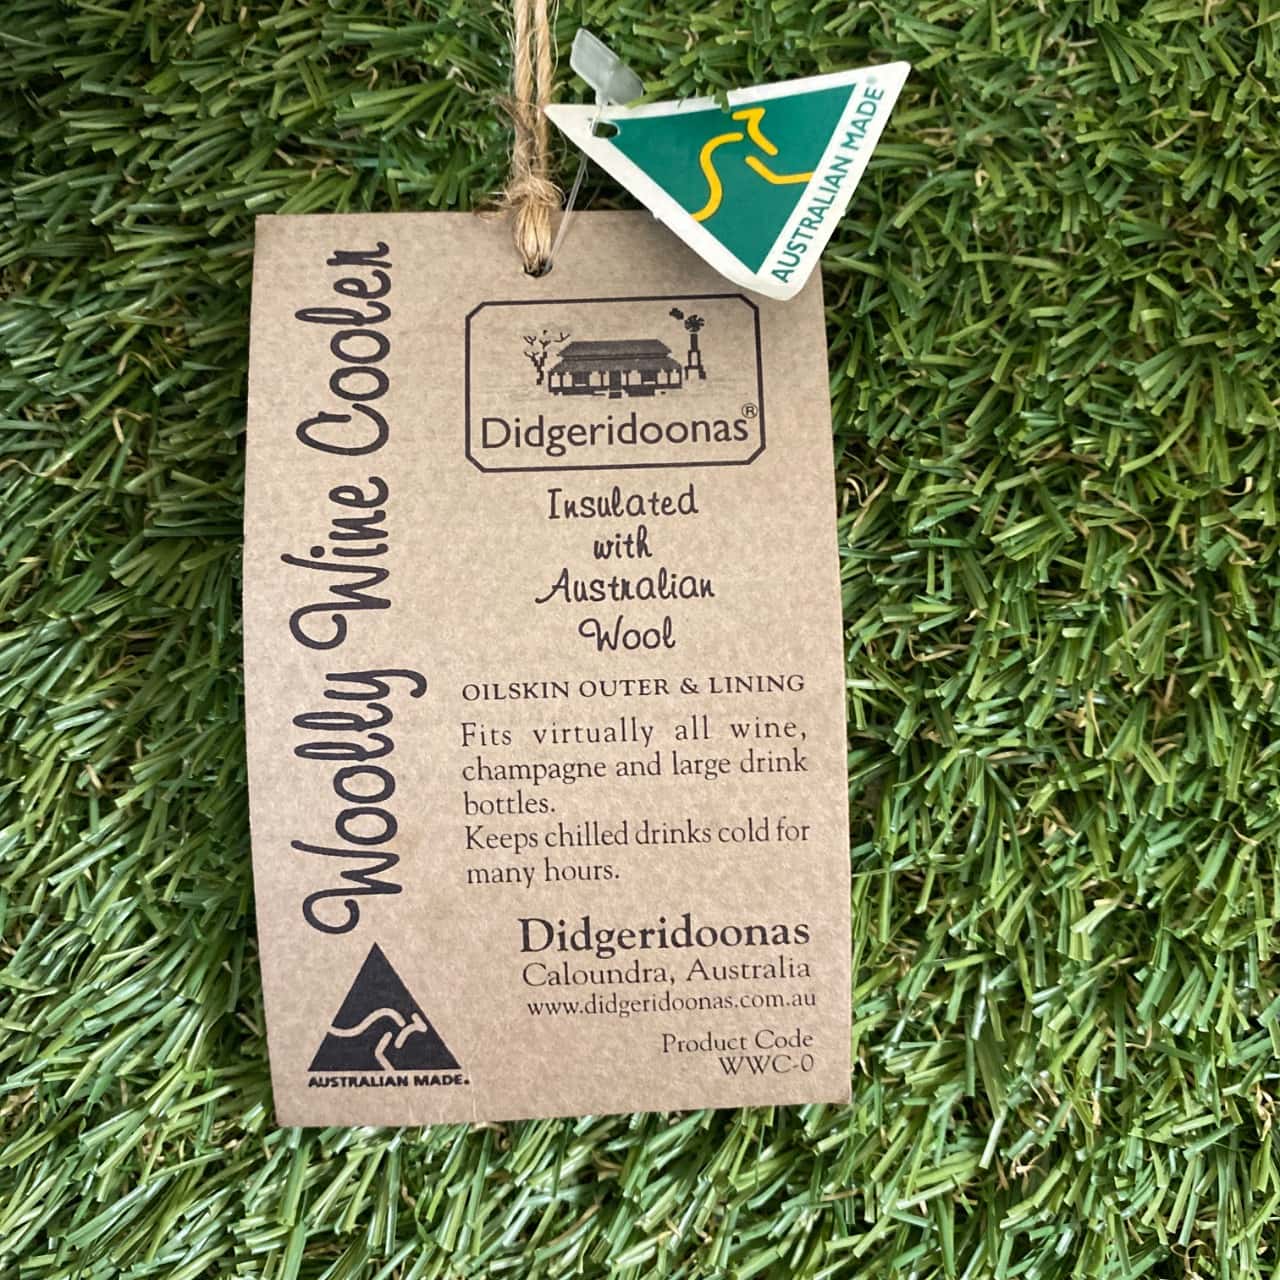 AUSTRALIAN MADE®
Woolly Wine Cooler
Didgeridoonas®
Insulated
with
Australian
Wool
OILSKIN OUTER & LINING
Fits virtually all wine,
champagne and large drink
bottles.
Keeps chilled drinks cold for
many hours.
Didgeridoonas
Caloundra, Australia
www.didgeridoonas.com.au
Product Code
WWC-0
AUSTRALIAN MADE.